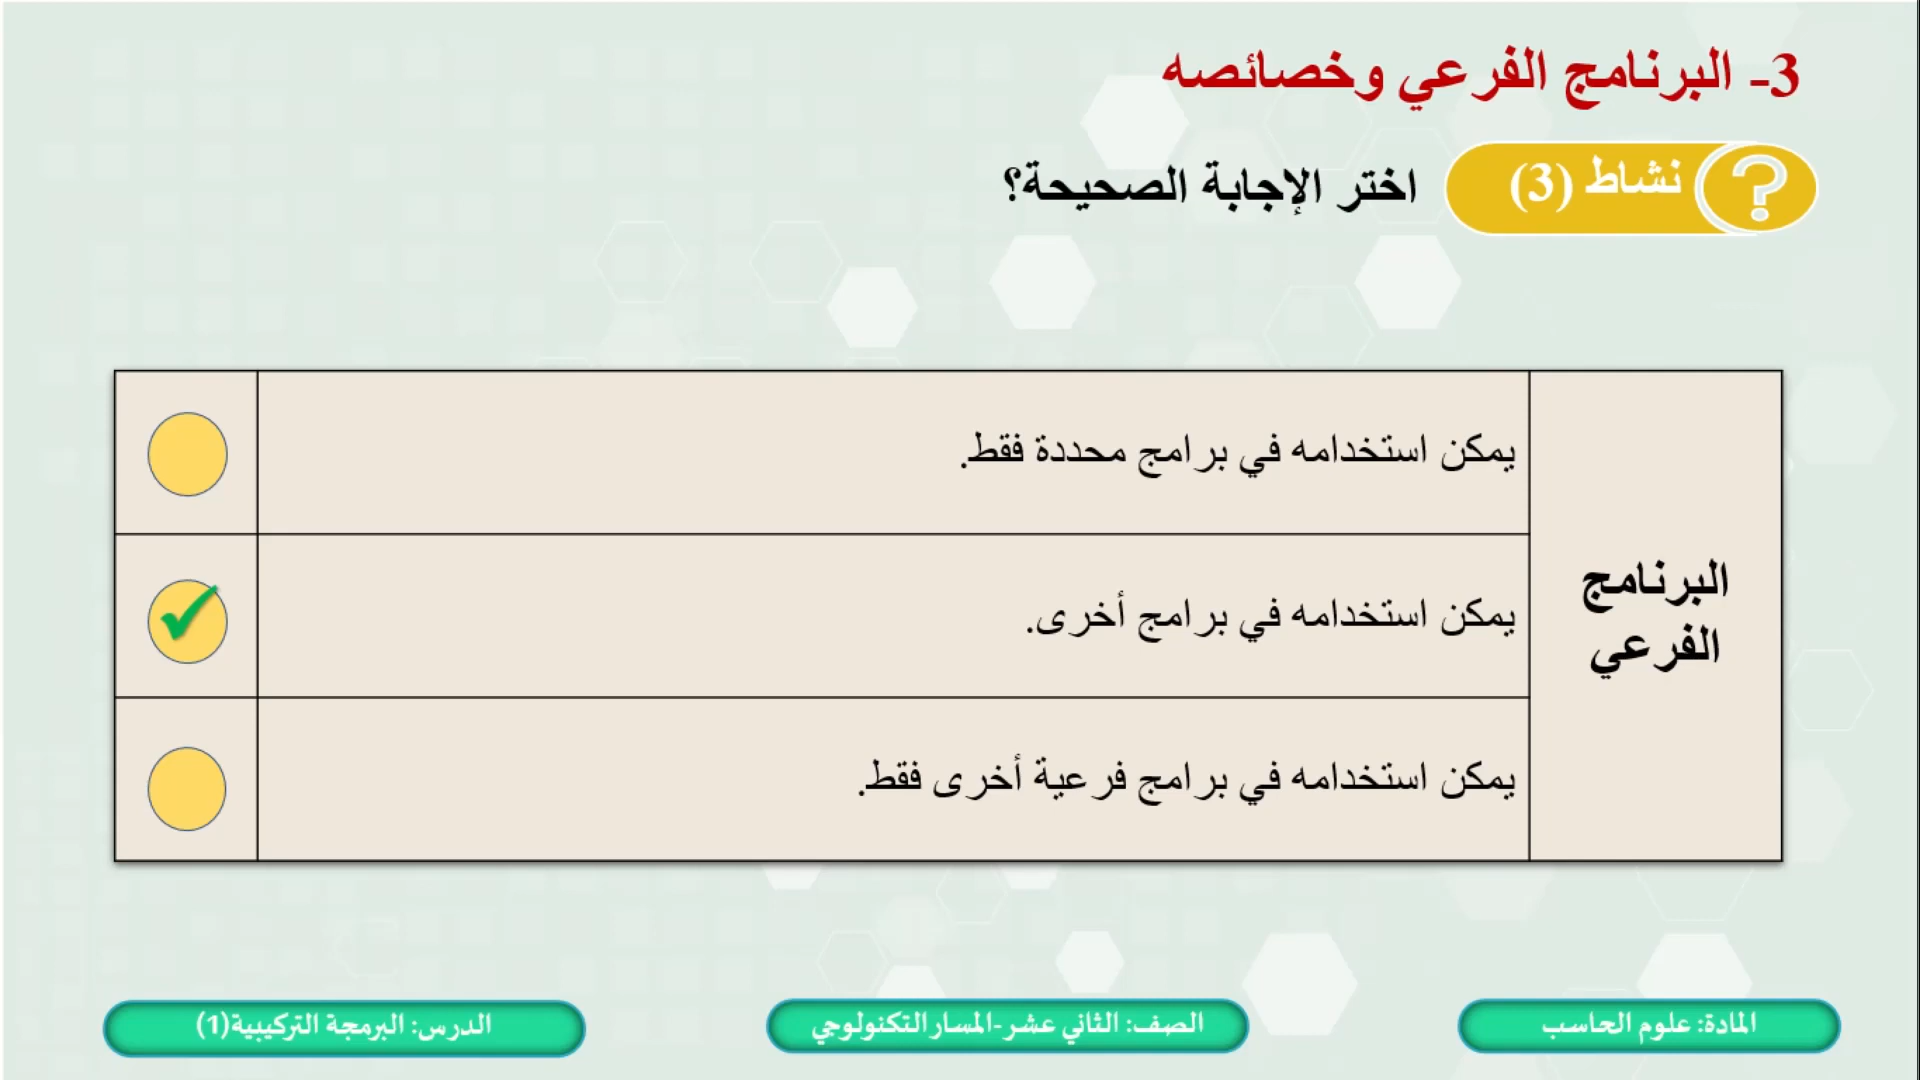 3- البرنامج الفرعي وخصائصه
نشاط (3)
اختر الإجابة الصحيحة؟
البرنامج
الفرعي
يمكن استخدامه في برامج محددة فقط.
يمكن استخدامه في برامج أخرى.
يمكن استخدامه في برامج فرعية أخرى فقط.
المادة: علوم الحاسب
الصف: الثاني عشر-المسار التكنولوجي
الدرس: البرمجة التركيبية(1)